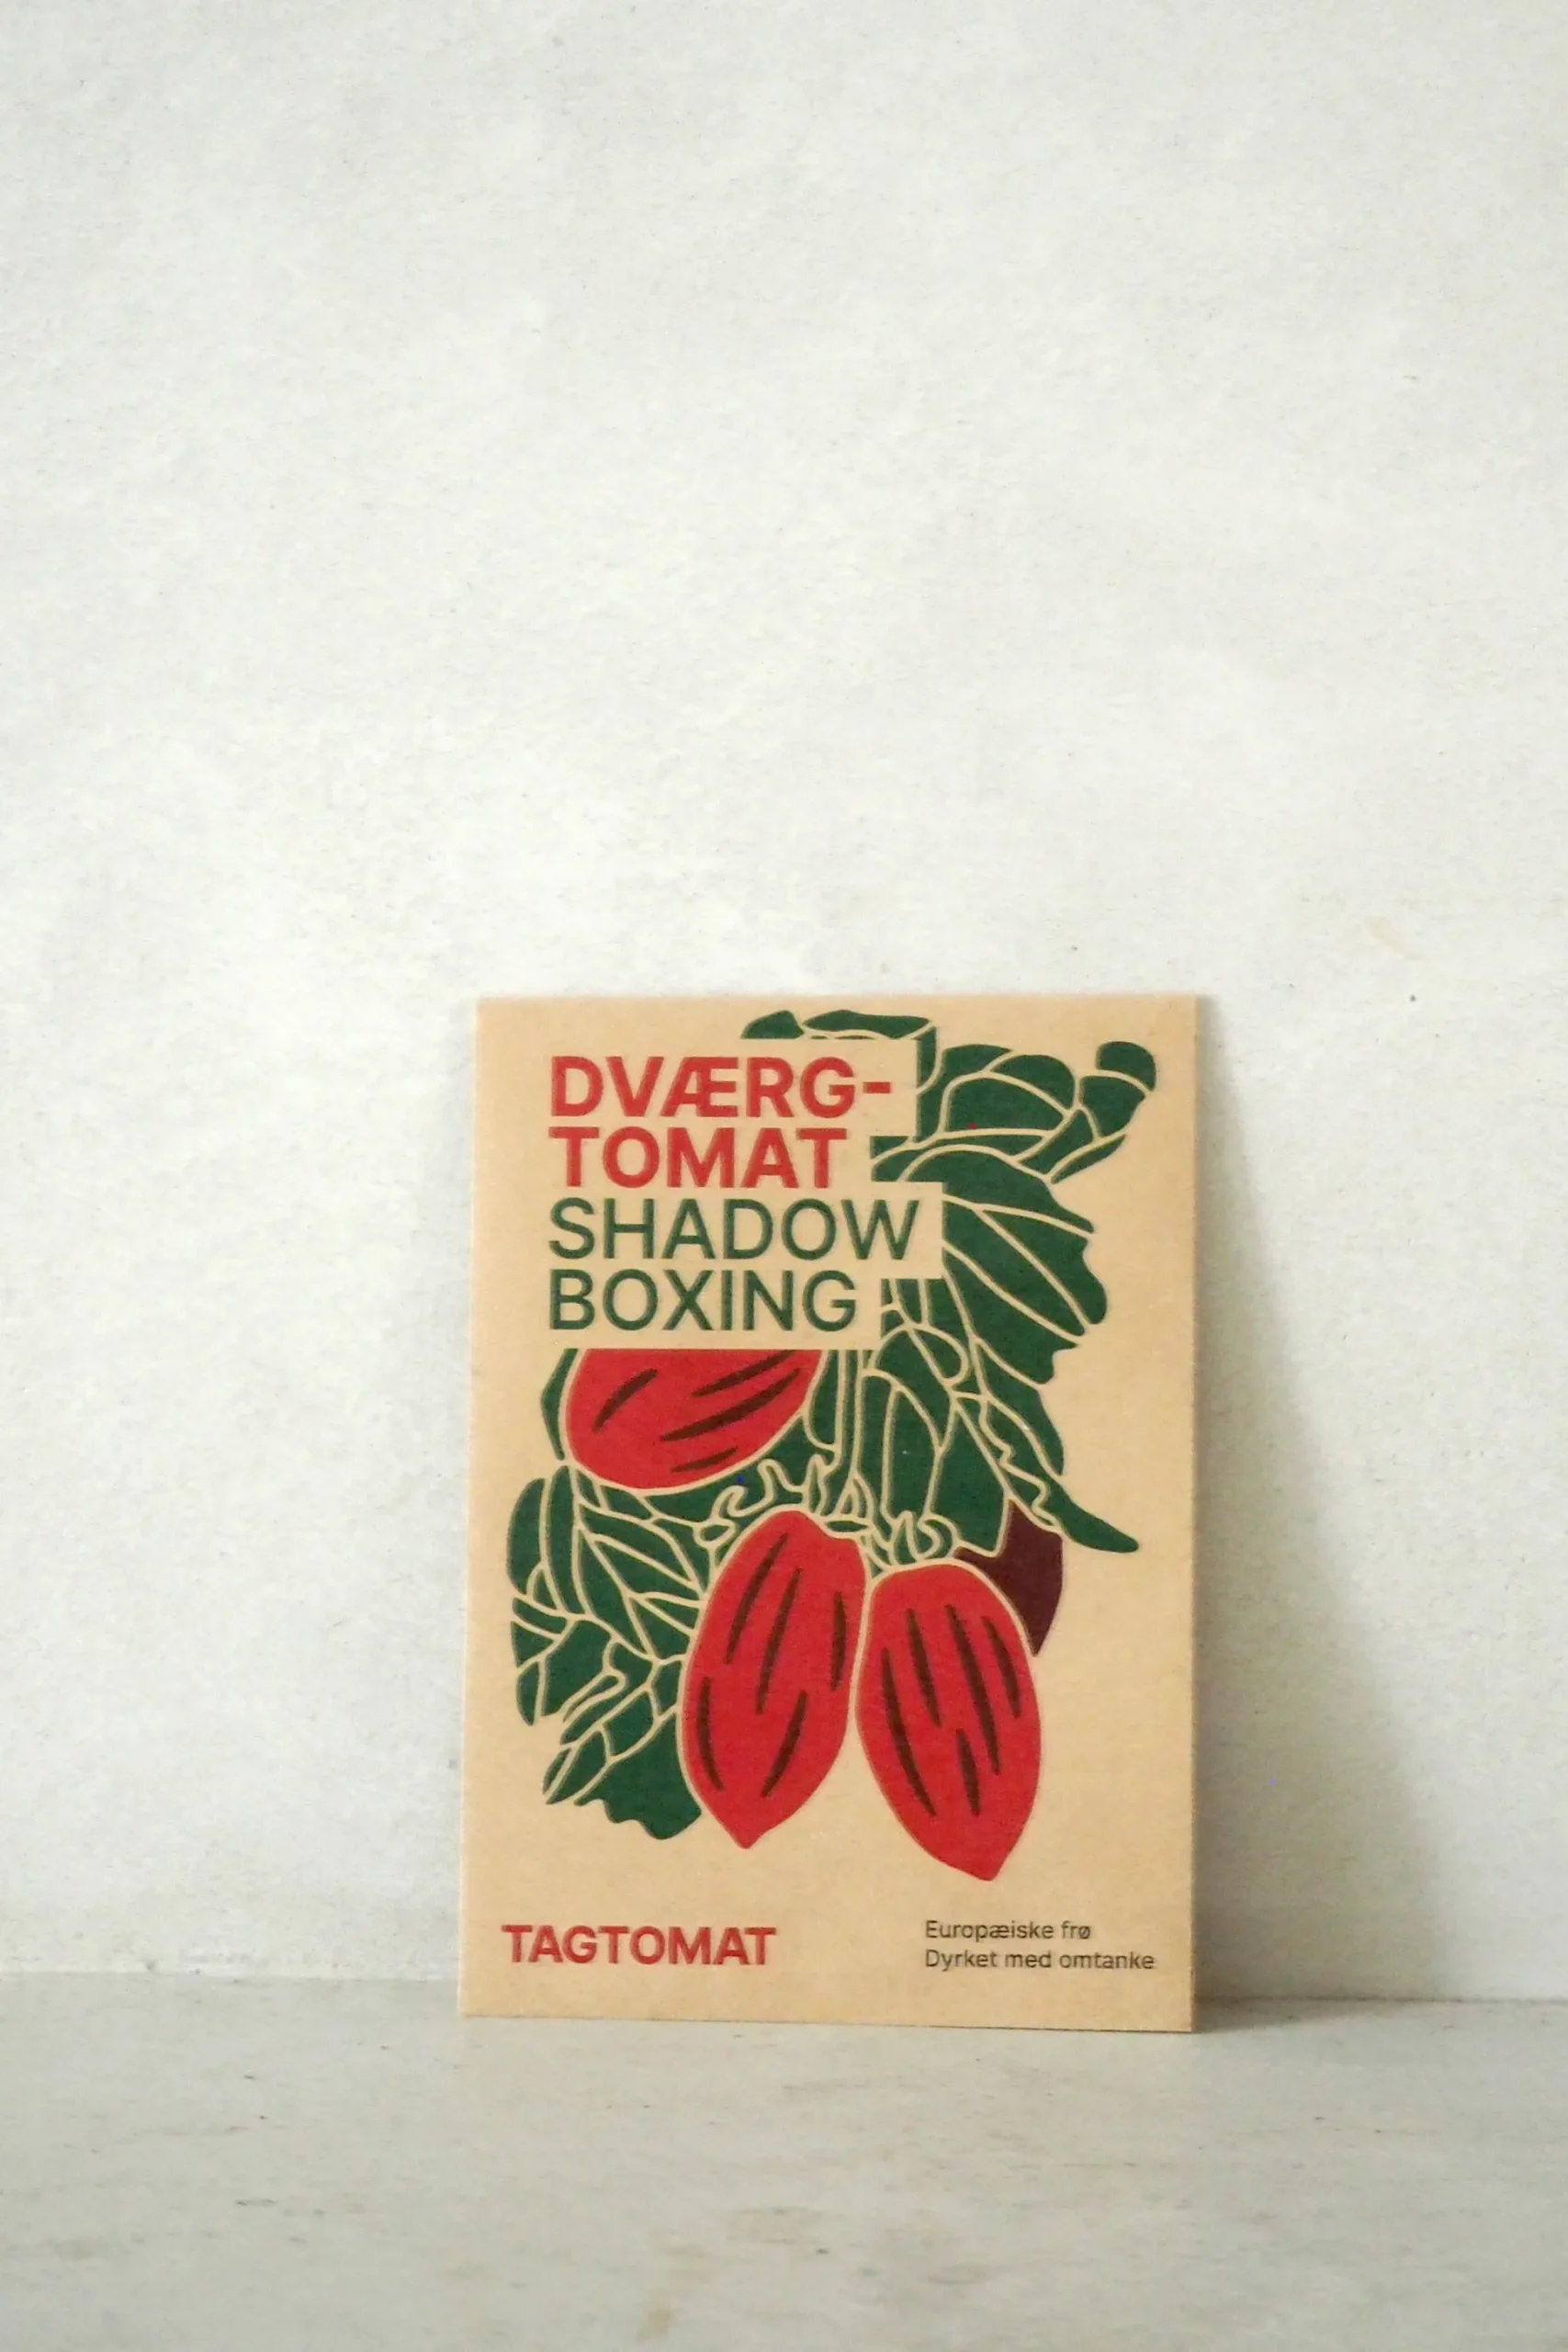 DVÆRG-
TOMAT
SHADOW
BOXING
TAGTOMAT
Europæiske frø
Dyrket med omtanke